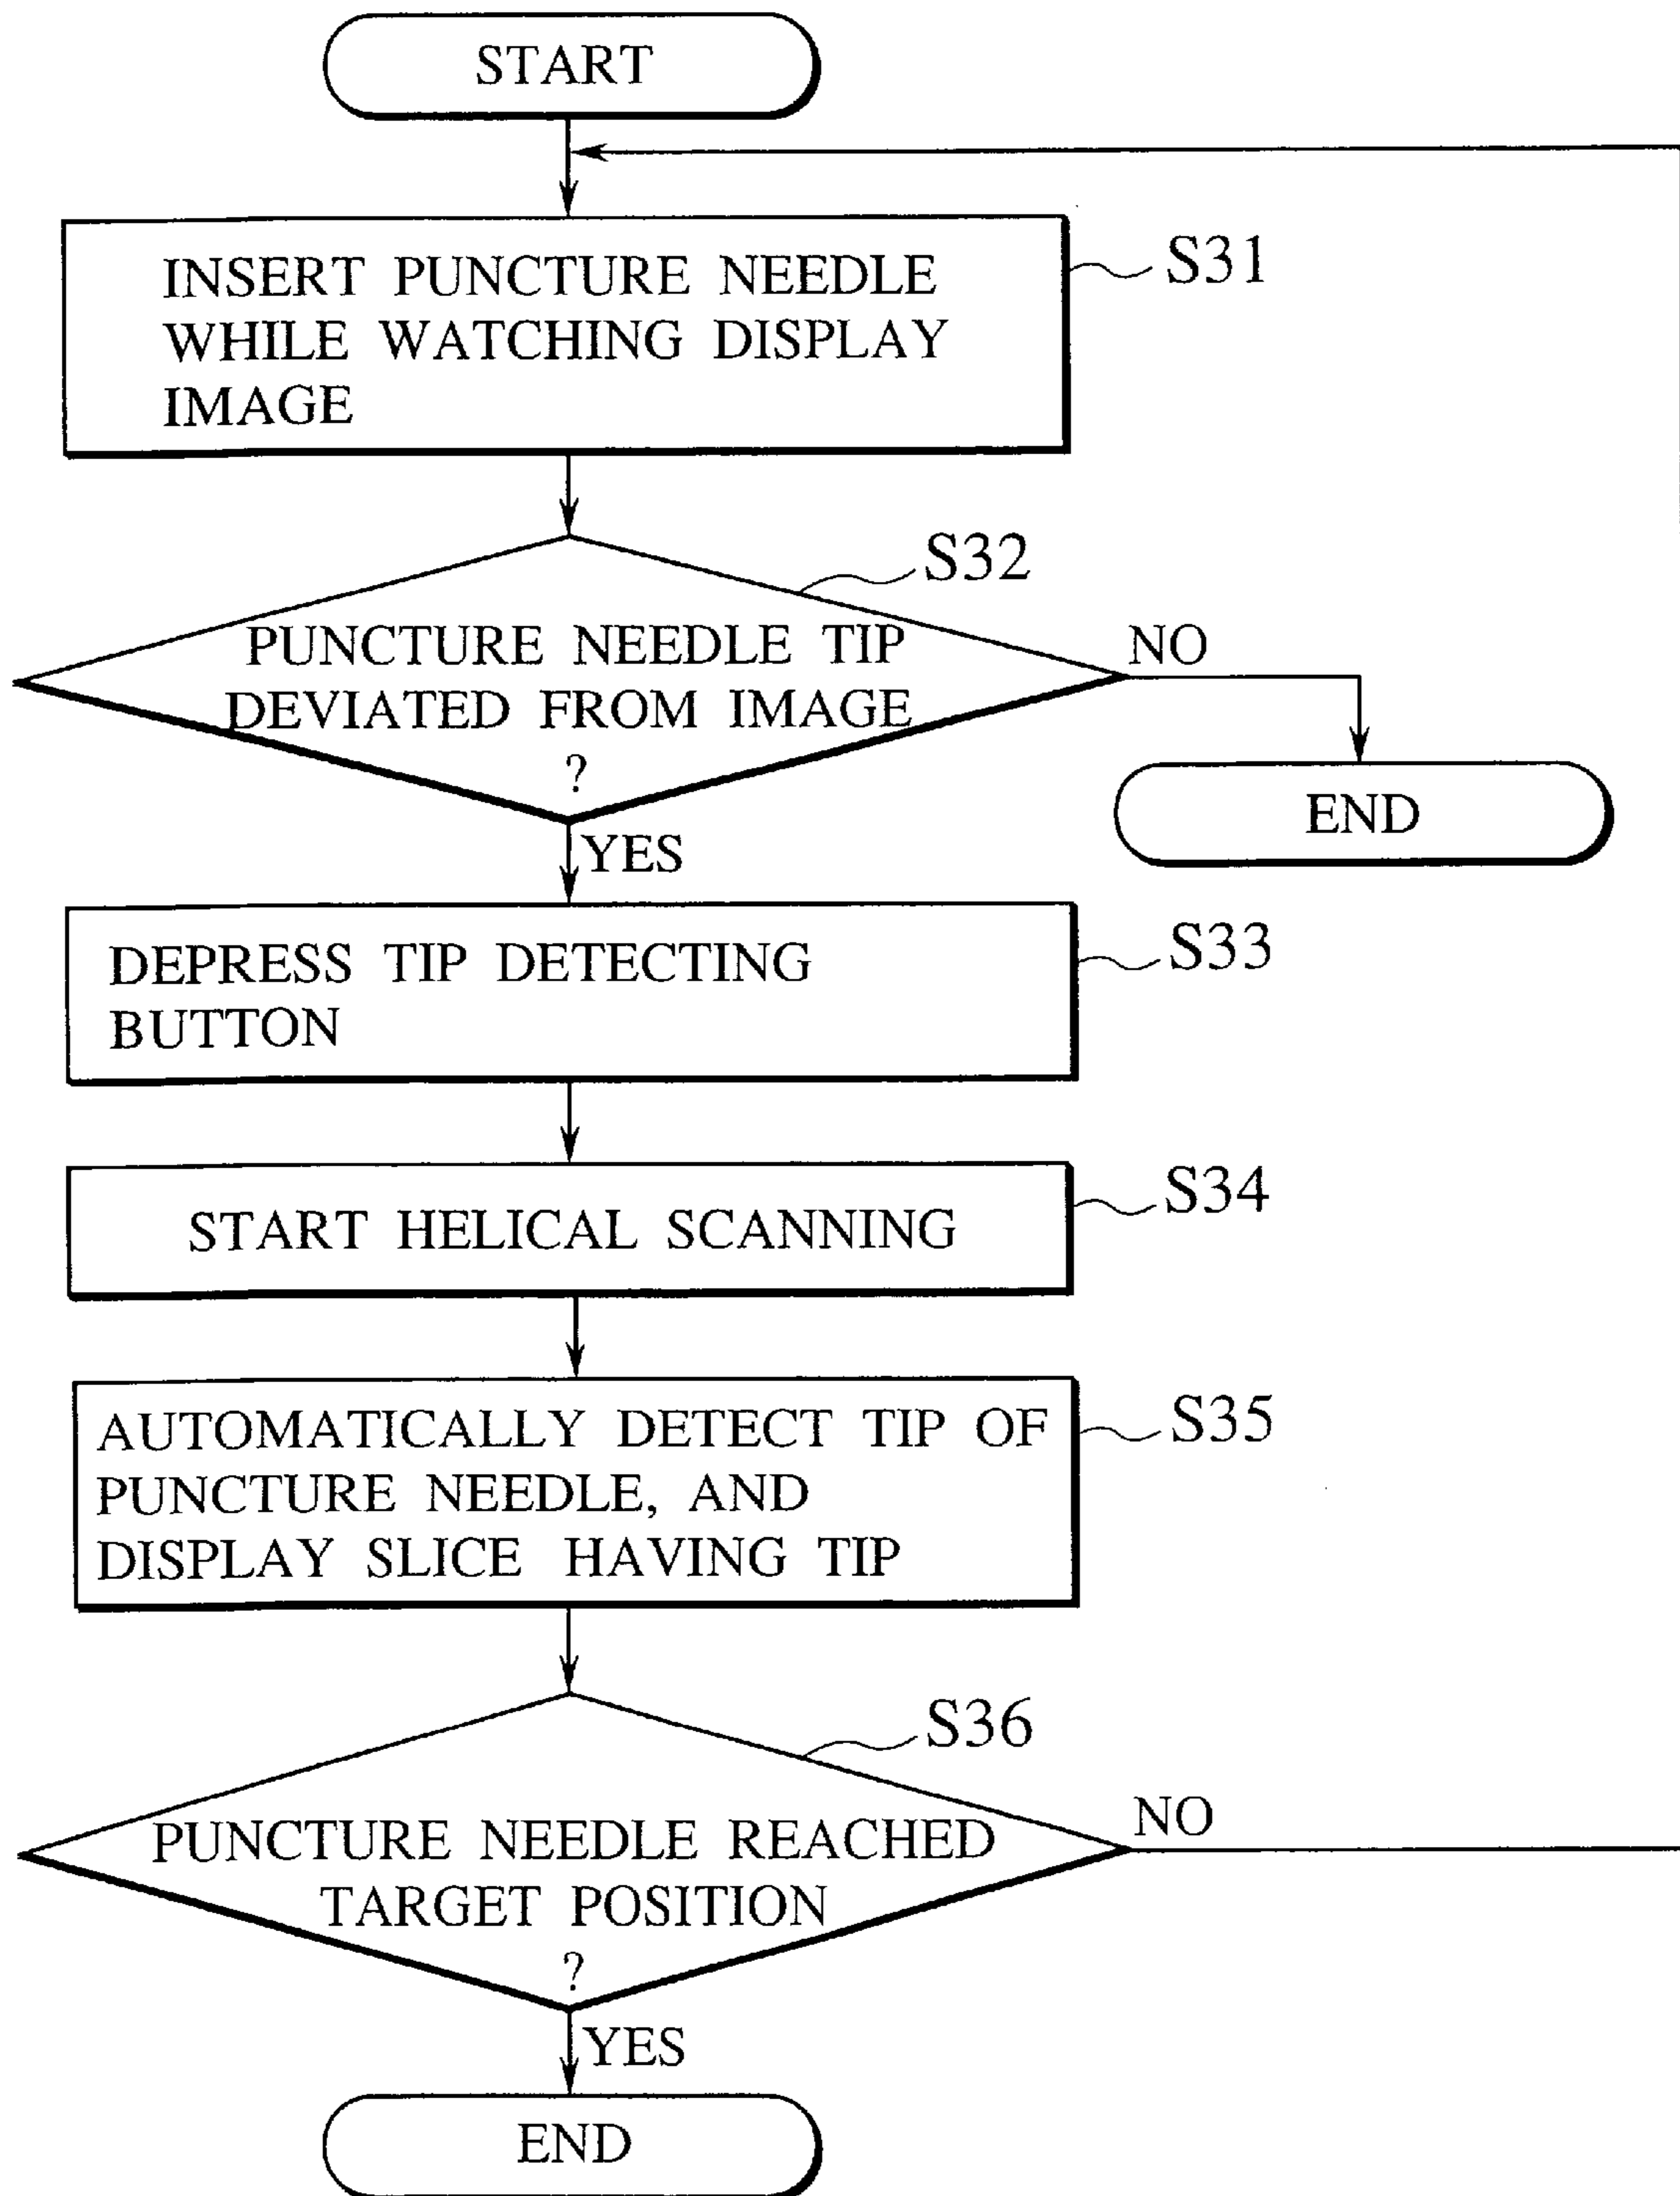 START
INSERT PUNCTURE NEEDLE
WHILE WATCHING DISPLAY
IMAGE
S31
S32
PUNCTURE NEEDLE TIP
DEVIATED FROM IMAGE
?
NO
END
YES
DEPRESS TIP DETECTING
BUTTON
S33
START HELICAL SCANNING
S34
AUTOMATICALLY DETECT TIP OF
PUNCTURE NEEDLE, AND
DISPLAY SLICE HAVING TIP
S35
S36
PUNCTURE NEEDLE REACHED
TARGET POSITION
?
NO
YES
END